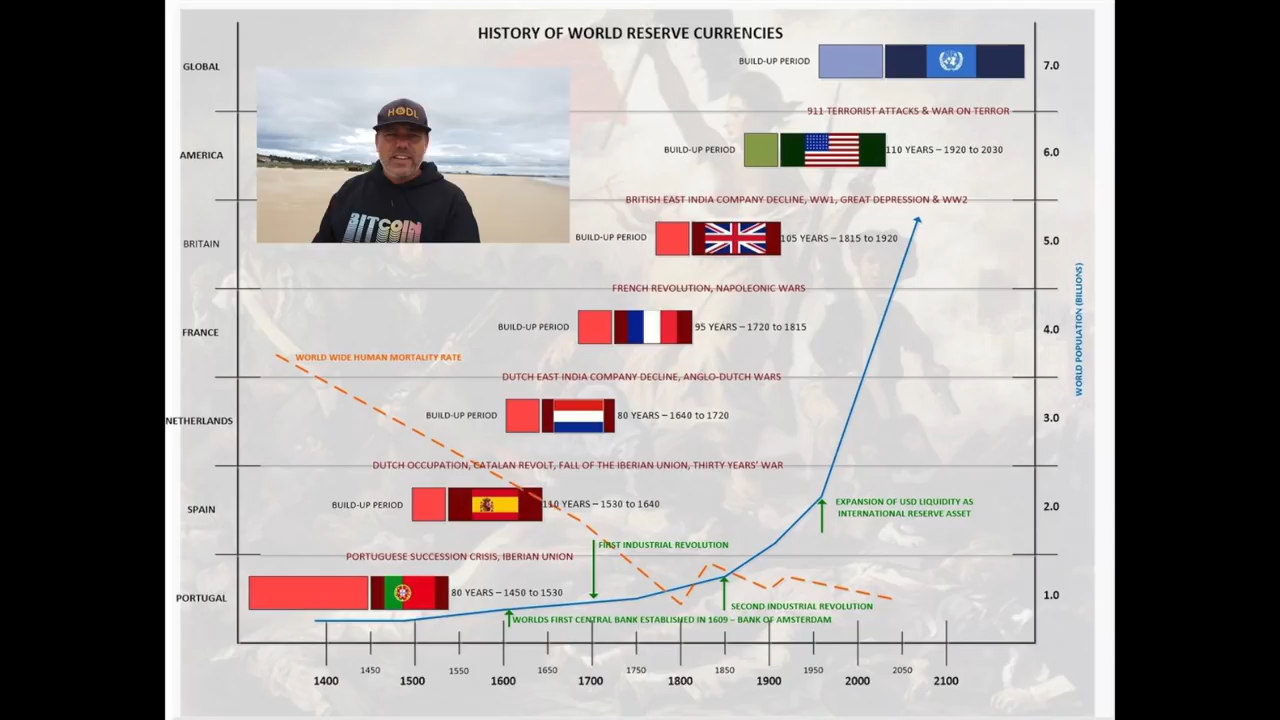 HISTORY OF WORLD RESERVE CURRENCIES
GLOBAL
BUILD-UP PERIOD
7.0
911 TERRORIST ATTACKS & WAR ON TERROR
HODL
AMERICA
BUILD-UP PERIOD
110 YEARS – 1920 to 2030
6.0
BRITISH EAST INDIA COMPANY DECLINE, WW1, GREAT DEPRESSION & WW2
BITCOIN
BRITAIN
BUILD-UP PERIOD
105 YEARS – 1815 to 1920
5.0
FRENCH REVOLUTION, NAPOLEONIC WARS
FRANCE
BUILD-UP PERIOD
95 YEARS – 1720 to 1815
4.0
WORLD POPULATION (BILLIONS)
WORLD WIDE HUMAN MORTALITY RATE
DUTCH EAST INDIA COMPANY DECLINE, ANGLO-DUTCH WARS
NETHERLANDS
BUILD-UP PERIOD
80 YEARS – 1640 to 1720
3.0
DUTCH OCCUPATION, CATALAN REVOLT, FALL OF THE IBERIAN UNION, THIRTY YEARS' WAR
SPAIN
BUILD-UP PERIOD
110 YEARS – 1530 to 1640
EXPANSION OF USD LIQUIDITY AS
INTERNATIONAL RESERVE ASSET
2.0
FIRST INDUSTRIAL REVOLUTION
PORTUGUESE SUCCESSION CRISIS, IBERIAN UNION
PORTUGAL
80 YEARS – 1450 to 1530
1.0
SECOND INDUSTRIAL REVOLUTION
WORLDS FIRST CENTRAL BANK ESTABLISHED IN 1609 – BANK OF AMSTERDAM
1450 1550 1650 1750 1850 1950 2050
1400 1500 1600 1700 1800 1900 2000 2100